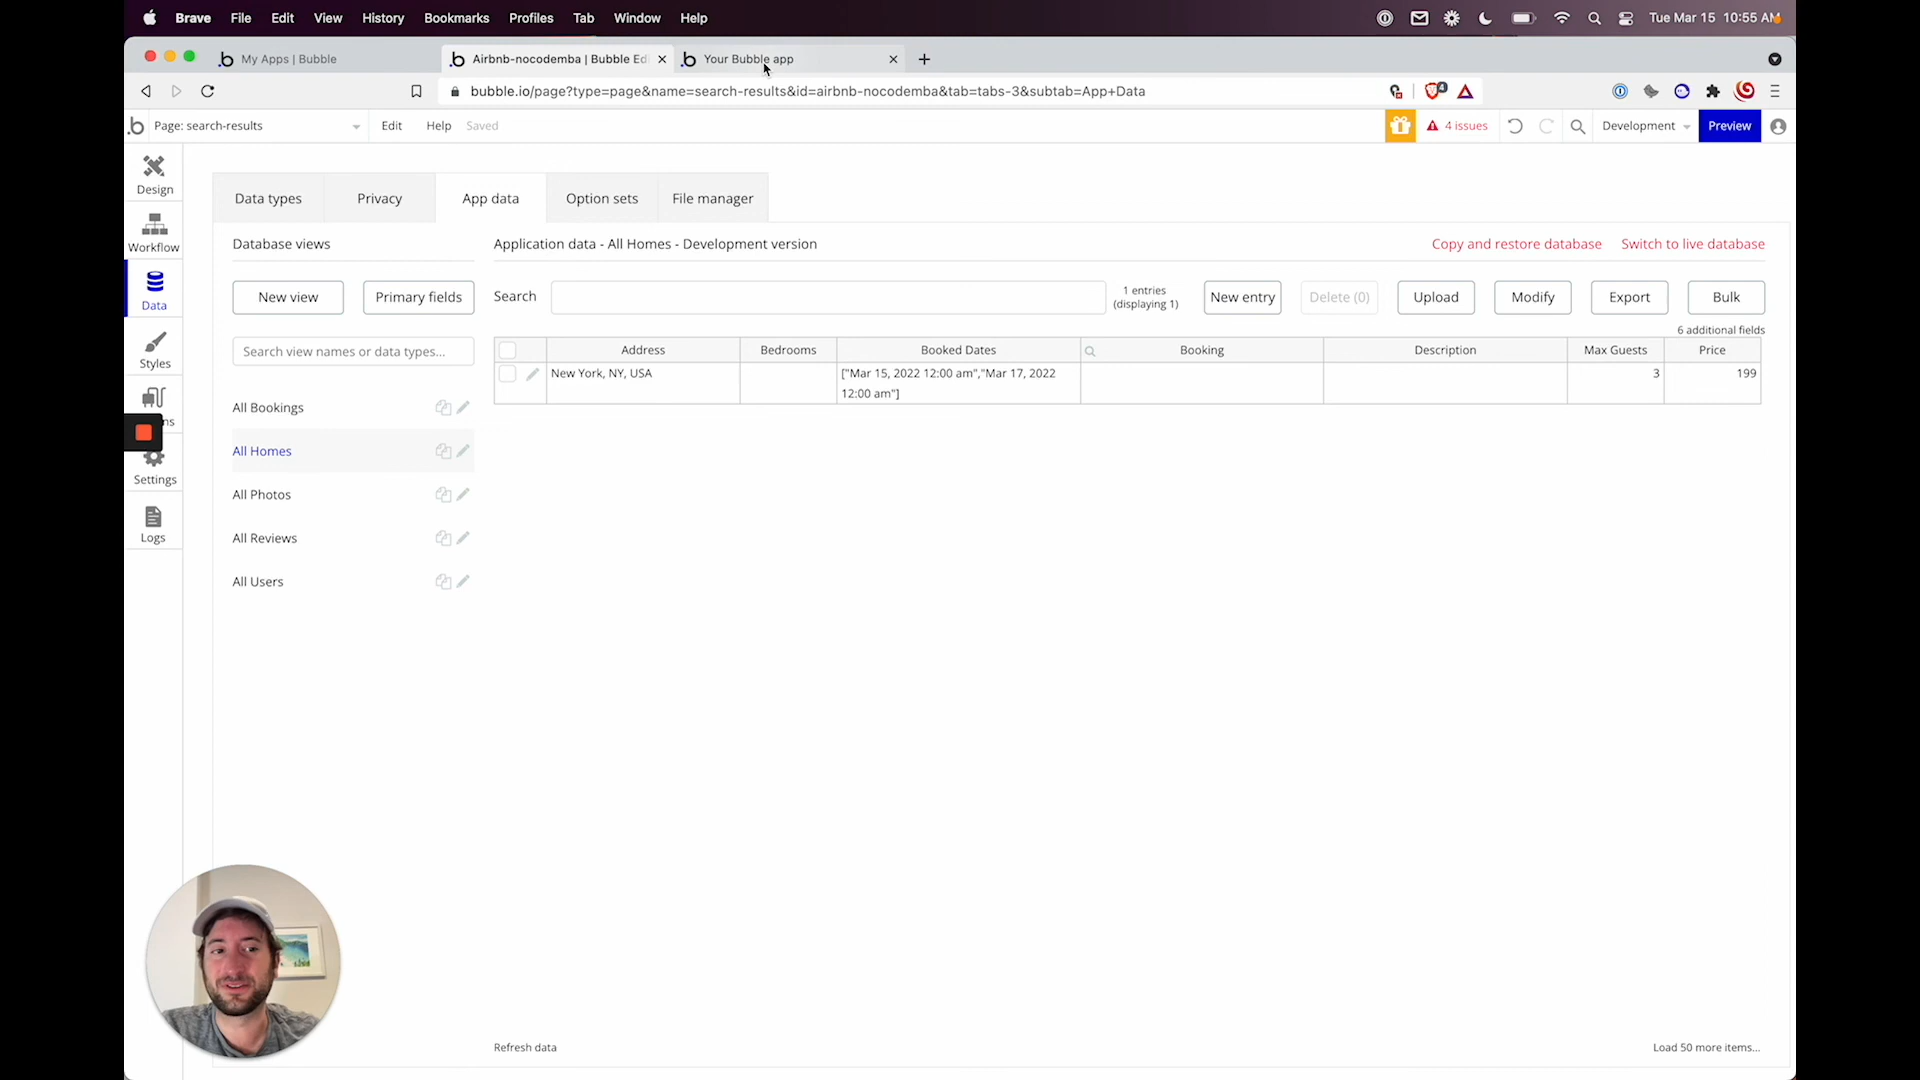 Brave File Edit View History Bookmarks Profiles Tab Window Help Tue Mar 15 10:55 AM
My Apps | Bubble
Airbnb-nocodemba | Bubble Edi
Your Bubble app
bubble.io/page?type=page&name=search-results&id=airbnb-nocodemba&tab=tabs-3&subtab=App+Data
Page: search-results Edit Help Saved 4 issues Development Preview
Design
Workflow
Data
Styles
ns
Settings
Logs
Data types Privacy App data Option sets File manager
Database views
New view Primary fields
Search view names or data types...
All Bookings
All Homes
All Photos
All Reviews
All Users
Application data - All Homes - Development version Copy and restore database Switch to live database
Search
1 entries
(displaying 1)
New entry Delete (0) Upload Modify Export Bulk
6 additional fields
Address Bedrooms Booked Dates Booking Description Max Guests Price
New York, NY, USA ["Mar 15, 2022 12:00 am","Mar 17, 2022 3 199
12:00 am"]
Refresh data Load 50 more items...